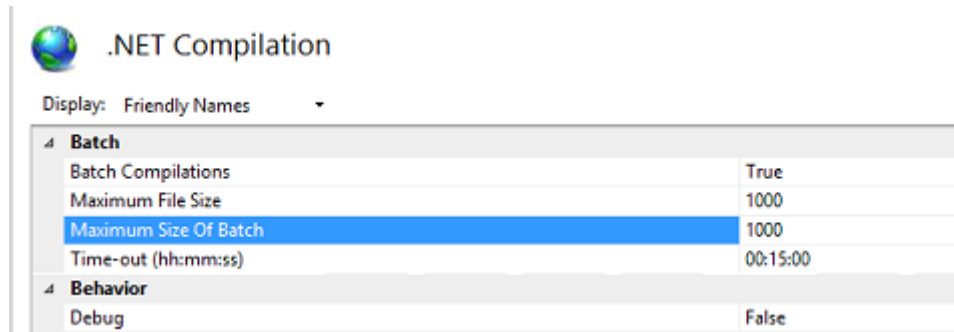 .NET Compilation
Display: Friendly Names
Batch
Batch Compilations True
Maximum File Size 1000
Maximum Size Of Batch 1000
Time-out (hh:mm:ss) 00:15:00
Behavior
Debug False